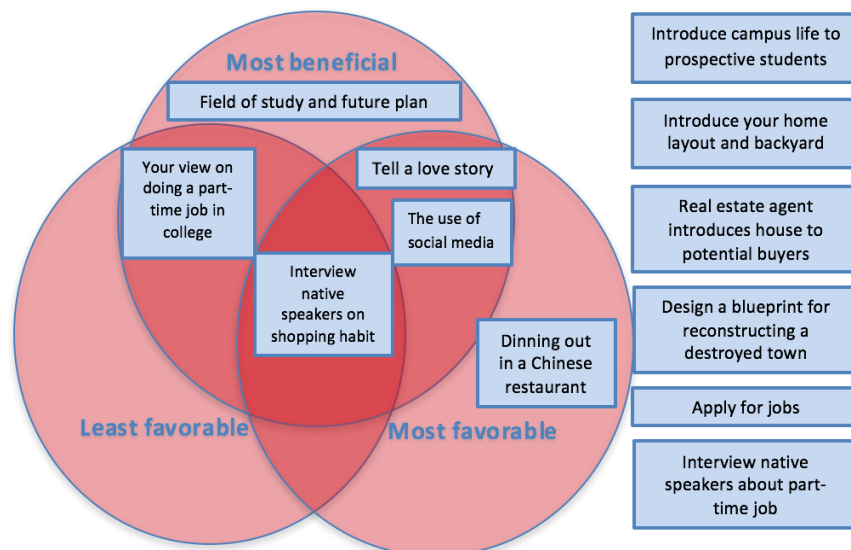 Most beneficial
Field of study and future plan
Your view on
doing a part-
time job in
college
Tell a love story
The use of
social media
Interview
native
speakers on
shopping habit
Dinning out
in a Chinese
restaurant
Least favorable
Most favorable
Introduce campus life to
prospective students
Introduce your home
layout and backyard
Real estate agent
introduces house to
potential buyers
Design a blueprint for
reconstructing a
destroyed town
Apply for jobs
Interview native
speakers about part-
time job